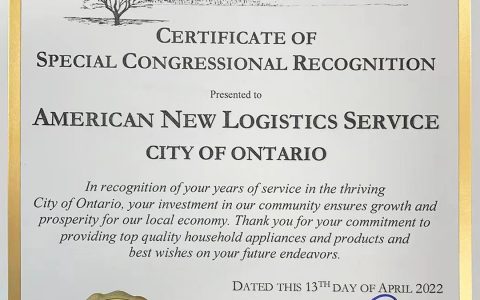 CERTIFICATE OF
SPECIAL CONGRESSIONAL RECOGNITION
Presented to
AMERICAN NEW LOGISTICS SERVICE
CITY OF ONTARIO
In recognition of your years of service in the thriving
City of Ontario, your investment in our community ensures growth and
prosperity for our local economy. Thank you for your commitment to
providing top quality household appliances and products and
best wishes on your future endeavors.
DATED THIS 13TH DAY OF APRIL 2022